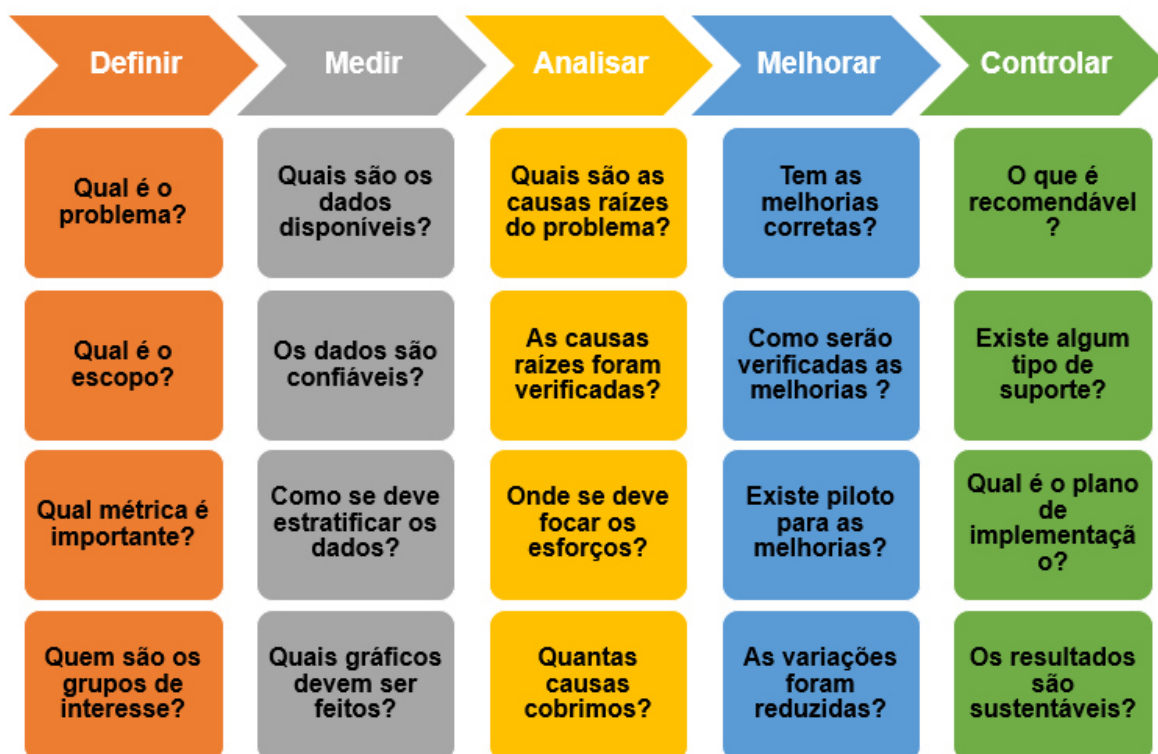 Definir
Medir
Analisar
Melhorar
Controlar
Qual é o
problema?
Quais são os
dados
disponíveis?
Quais são as
causas raízes
do problema?
Tem as
melhorias
corretas?
O que é
recomendável
?
Qual é o
escopo?
Os dados são
confiáveis?
As causas
raízes foram
verificadas?
Como serão
verificadas as
melhorias ?
Existe algum
tipo de
suporte?
Qual métrica é
importante?
Como se deve
estratificar os
dados?
Onde se deve
focar os
esforços?
Existe piloto
para as
melhorias?
Qual é o plano
de
implementaçã
o?
Quem são os
grupos de
interesse?
Quais gráficos
devem ser
feitos?
Quantas
causas
cobrimos?
As variações
foram
reduzidas?
Os resultados
são
sustentáveis?